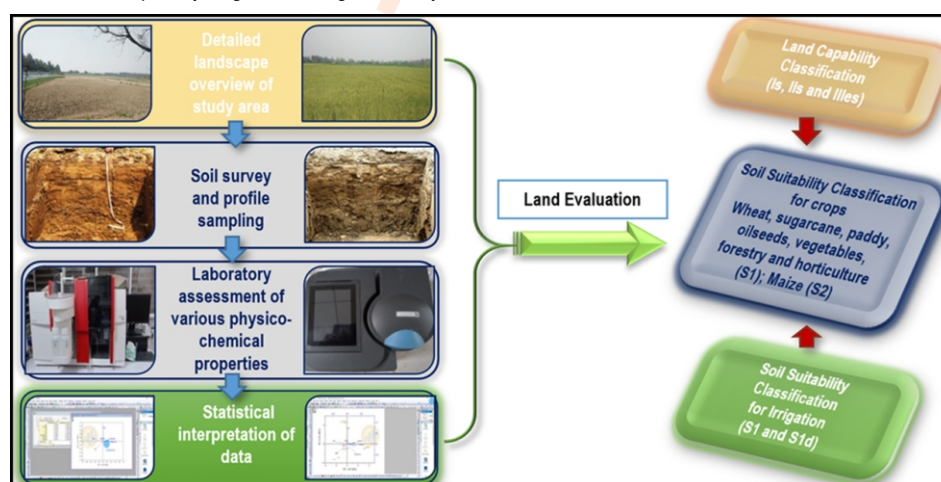 Detailed
landscape
overview of
study area
Soil survey
and profile
sampling
Laboratory
assessment of
various physico-
chemical
properties
Statistical
interpretation of
data
Land Evaluation
Land Capability
Classification
(Is, IIs and IIIes)
Soil Suitability Classification
for crops
Wheat, sugarcane, paddy,
oilseeds, vegetables,
forestry and horticulture
(S1); Maize (S2)
Soil Suitability
Classification
for Irrigation
(S1 and S1d)